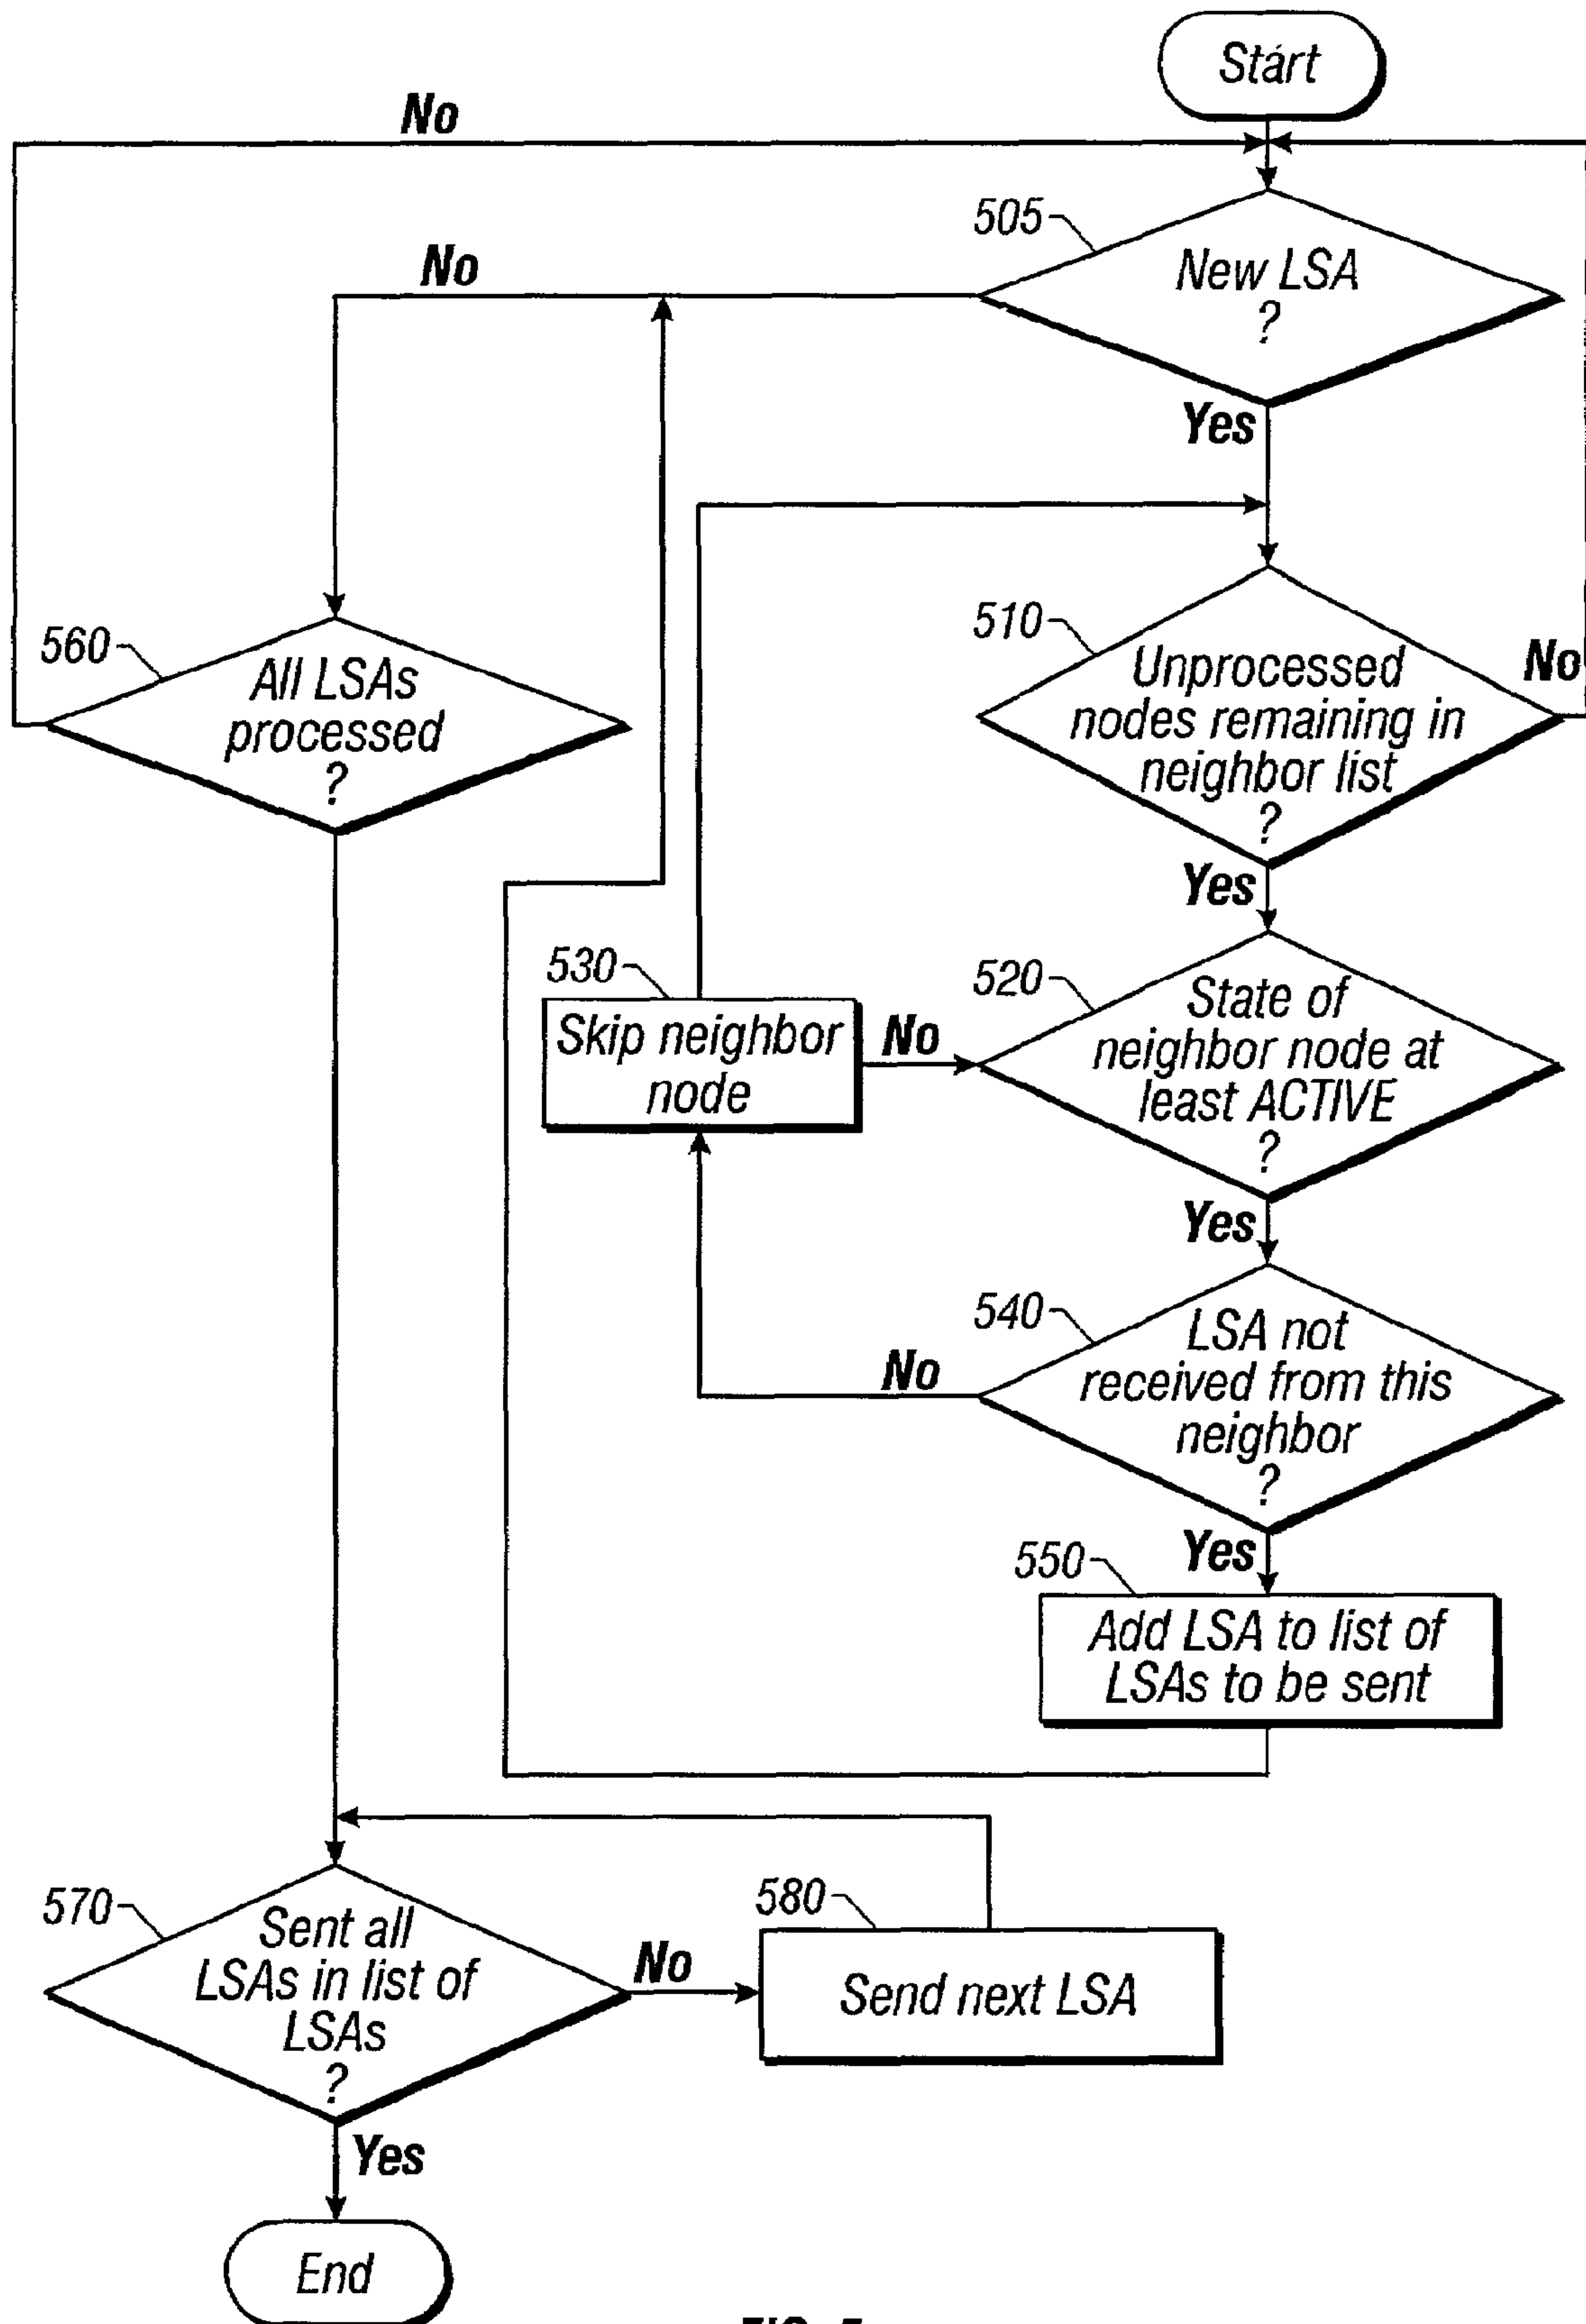 Start
No
505
New LSA
?
No
Yes
560
All LSAs
processed
?
510
Unprocessed
nodes remaining in
neighbor list
?
No
Yes
530
Skip neighbor
node
No
520
State of
neighbor node at
least ACTIVE
?
Yes
540
LSA not
received from this
neighbor
?
No
Yes
550
Add LSA to list of
LSAs to be sent
570
Sent all
LSAs in list of
LSAs
?
No
580
Send next LSA
Yes
End